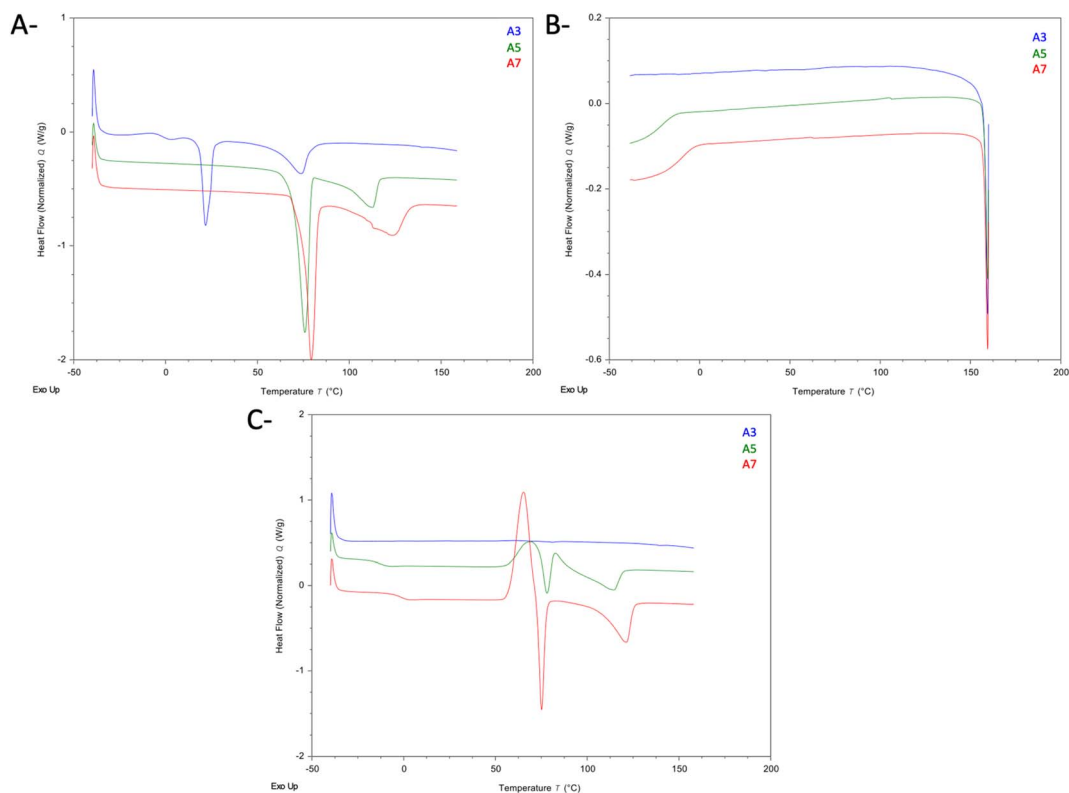 A-
A3
A5
A7
1
0
-1
-2
Heat Flow (Normalized) Q (W/g)
-50
0
50
100
150
200
Exo Up
Temperature T (°C)
B-
A3
A5
A7
0.2
0.0
-0.2
-0.4
-0.6
Heat Flow (Normalized) Q (W/g)
-50
0
50
100
150
200
Exo Up
Temperature T (°C)
C-
A3
A5
A7
2
1
0
-1
-2
Heat Flow (Normalized) Q (W/g)
-50
0
50
100
150
200
Exo Up
Temperature T (°C)